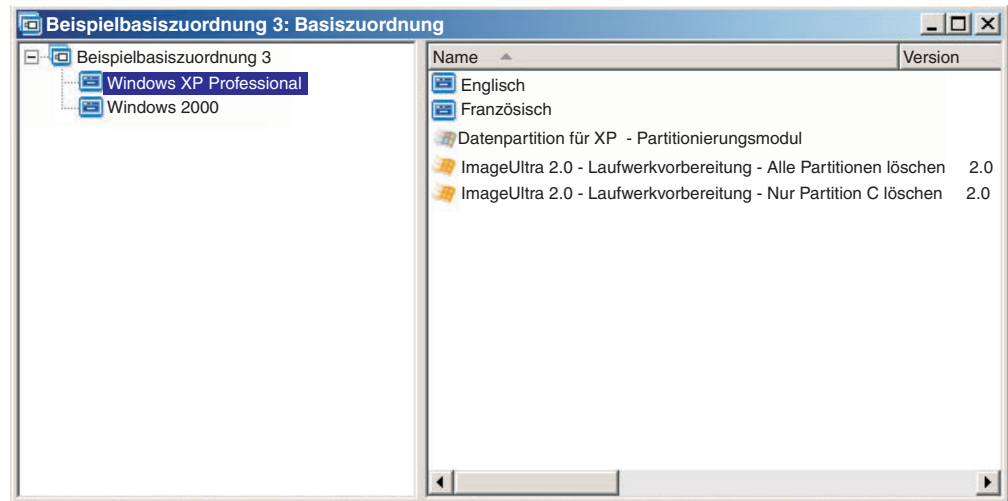 Beispielbasiszuordnung 3: Basiszuordnung
Beispielbasiszuordnung 3
Windows XP Professional
Windows 2000
Name Version
Englisch
Französisch
Datenpartition für XP - Partitionierungsmodul
ImageUltra 2.0 - Laufwerkvorbereitung - Alle Partitionen löschen 2.0
ImageUltra 2.0 - Laufwerkvorbereitung - Nur Partition C löschen 2.0